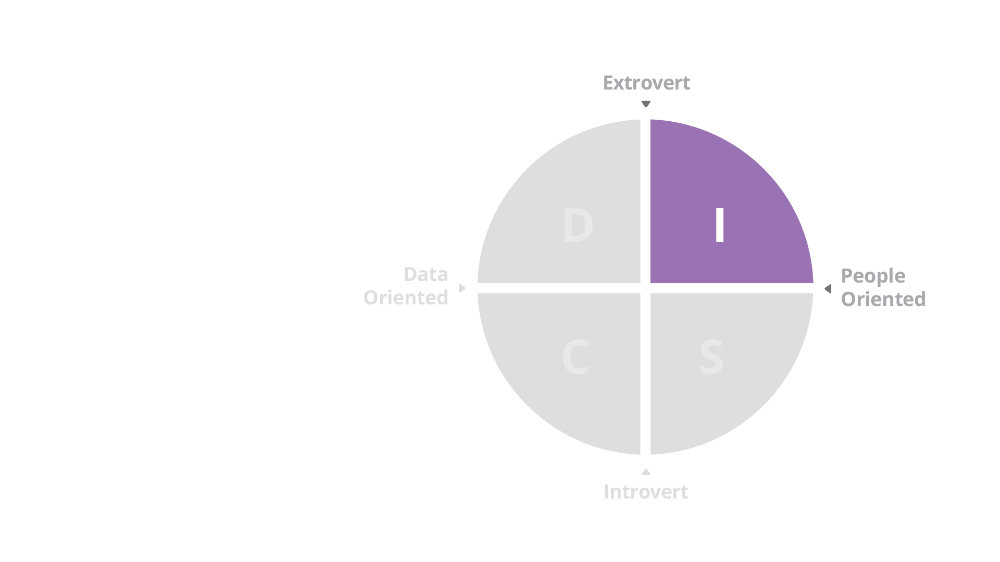 Extrovert
D
I
Data
Oriented
People
Oriented
C
S
Introvert